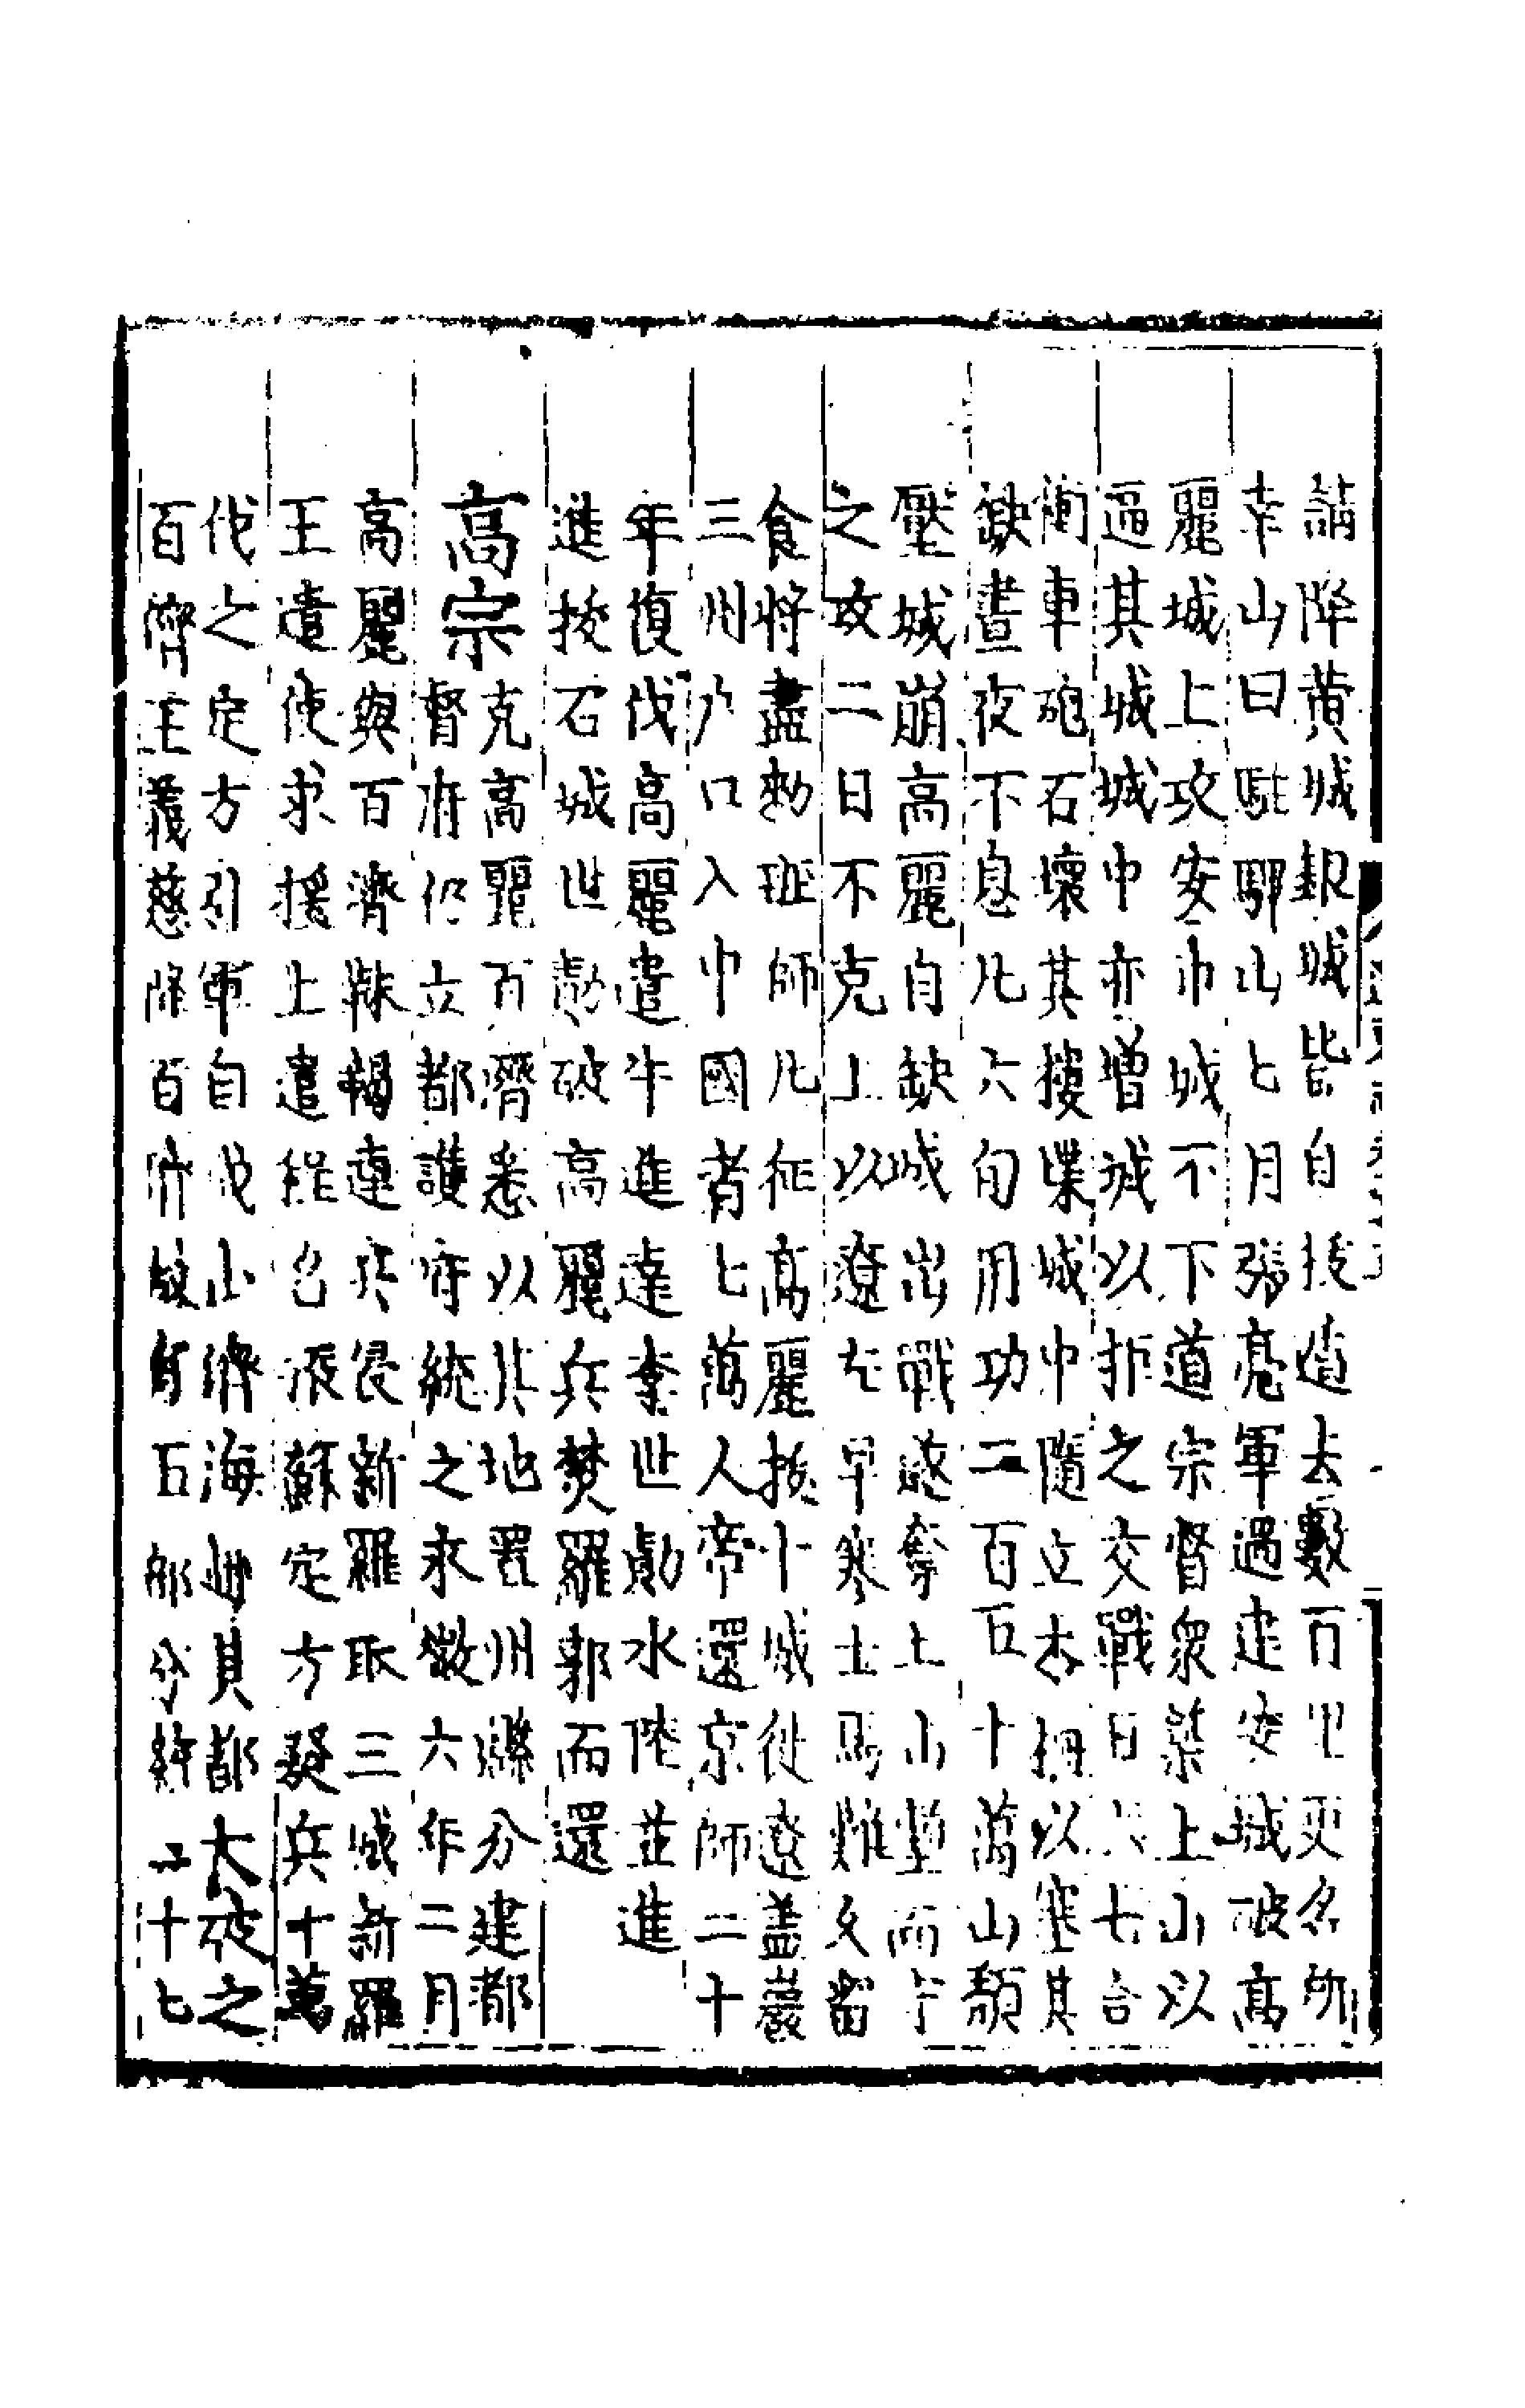 請降黃城銀城皆自拔遁去數百里更名所
幸山曰駐驆山七月張亮軍過建安城破高
麗城上攻安市城不下道宗督衆築土山以
逼其城城中亦增城以拒之交戰日六七合
衝車砲石壞其樓堞城中隨立木柵以塞其
缺晝夜不息凡六旬用功二百五十萬山頹
壓城崩高麗自缺城出戰遂奪土山塹而守
之攻二日不克上以遼左早寒士馬難久留
食將盡勑班師凡征高麗拔十城徙遼蓋巖
三州戶口入中國者七萬人帝還京師二十
年復伐高麗遣牛進達李世勣水陸並進
進拔石城世勣破高麗兵焚羅郭而還
高宗克高麗百濟悉以其地置州縣分建都
督府仍立都護府統之永徽六年二月
高麗與百濟靺鞨連兵侵新羅取三城新羅
王遣使求援上遣程名振蘇定方發兵十萬
伐之定方引軍自成山濟海趣其都大破之
百濟王義慈降百濟故有五部分統三十七